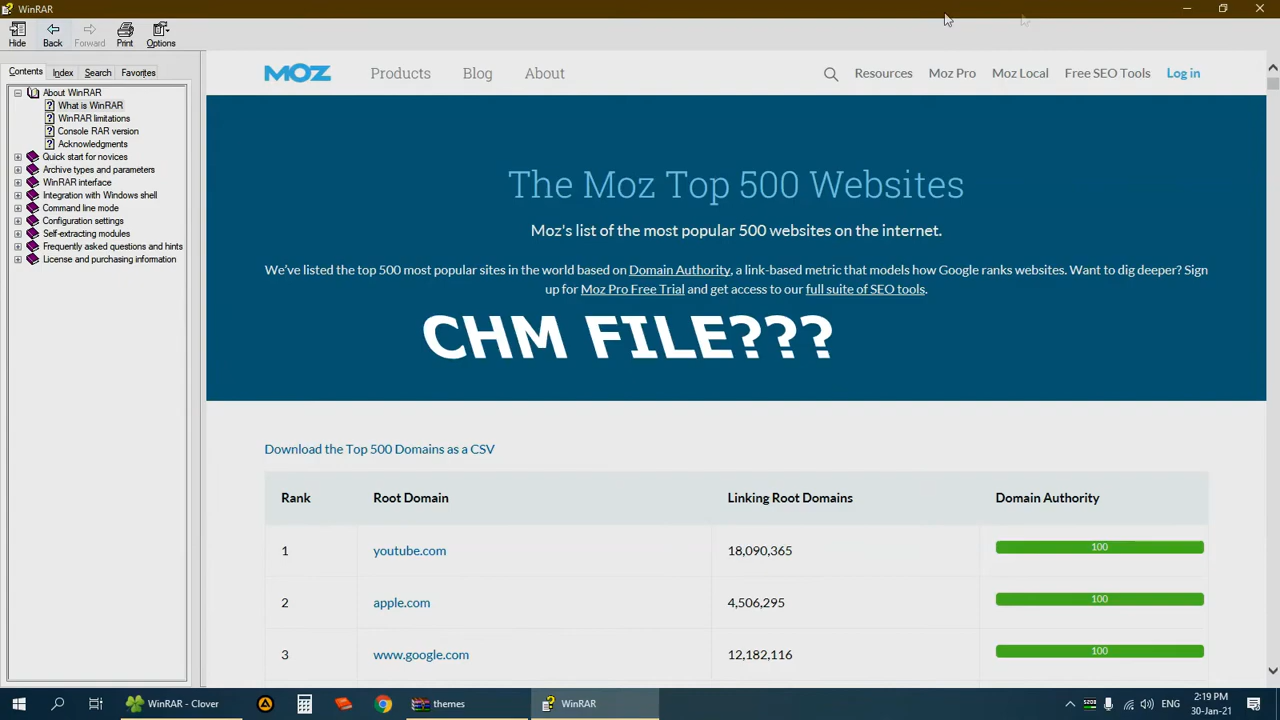 WinRAR
Hide
Back
Forward
Print
Options
Contents
Index
Search
Favorites
About WinRAR
What is WinRAR
WinRAR limitations
Console RAR version
Acknowledgments
Quick start for novices
Archive types and parameters
WinRAR interface
Integration with Windows shell
Command line mode
Configuration settings
Self-extracting modules
Frequently asked questions and hints
License and purchasing information
MOZ
Products
Blog
About
Resources
Moz Pro
Moz Local
Free SEO Tools
Log in
The Moz Top 500 Websites
Moz's list of the most popular 500 websites on the internet.
We've listed the top 500 most popular sites in the world based on Domain Authority, a link-based metric that models how Google ranks websites. Want to dig deeper? Sign
up for Moz Pro Free Trial and get access to our full suite of SEO tools.
CHM FILE???
Download the Top 500 Domains as a CSV
Rank Root Domain Linking Root Domains Domain Authority
1 youtube.com 18,090,365 100
2 apple.com 4,506,295 100
3 www.google.com 12,182,116 100
WinRAR - Clover
themes
WinRAR
ENG
2:19 PM
30-Jan-21